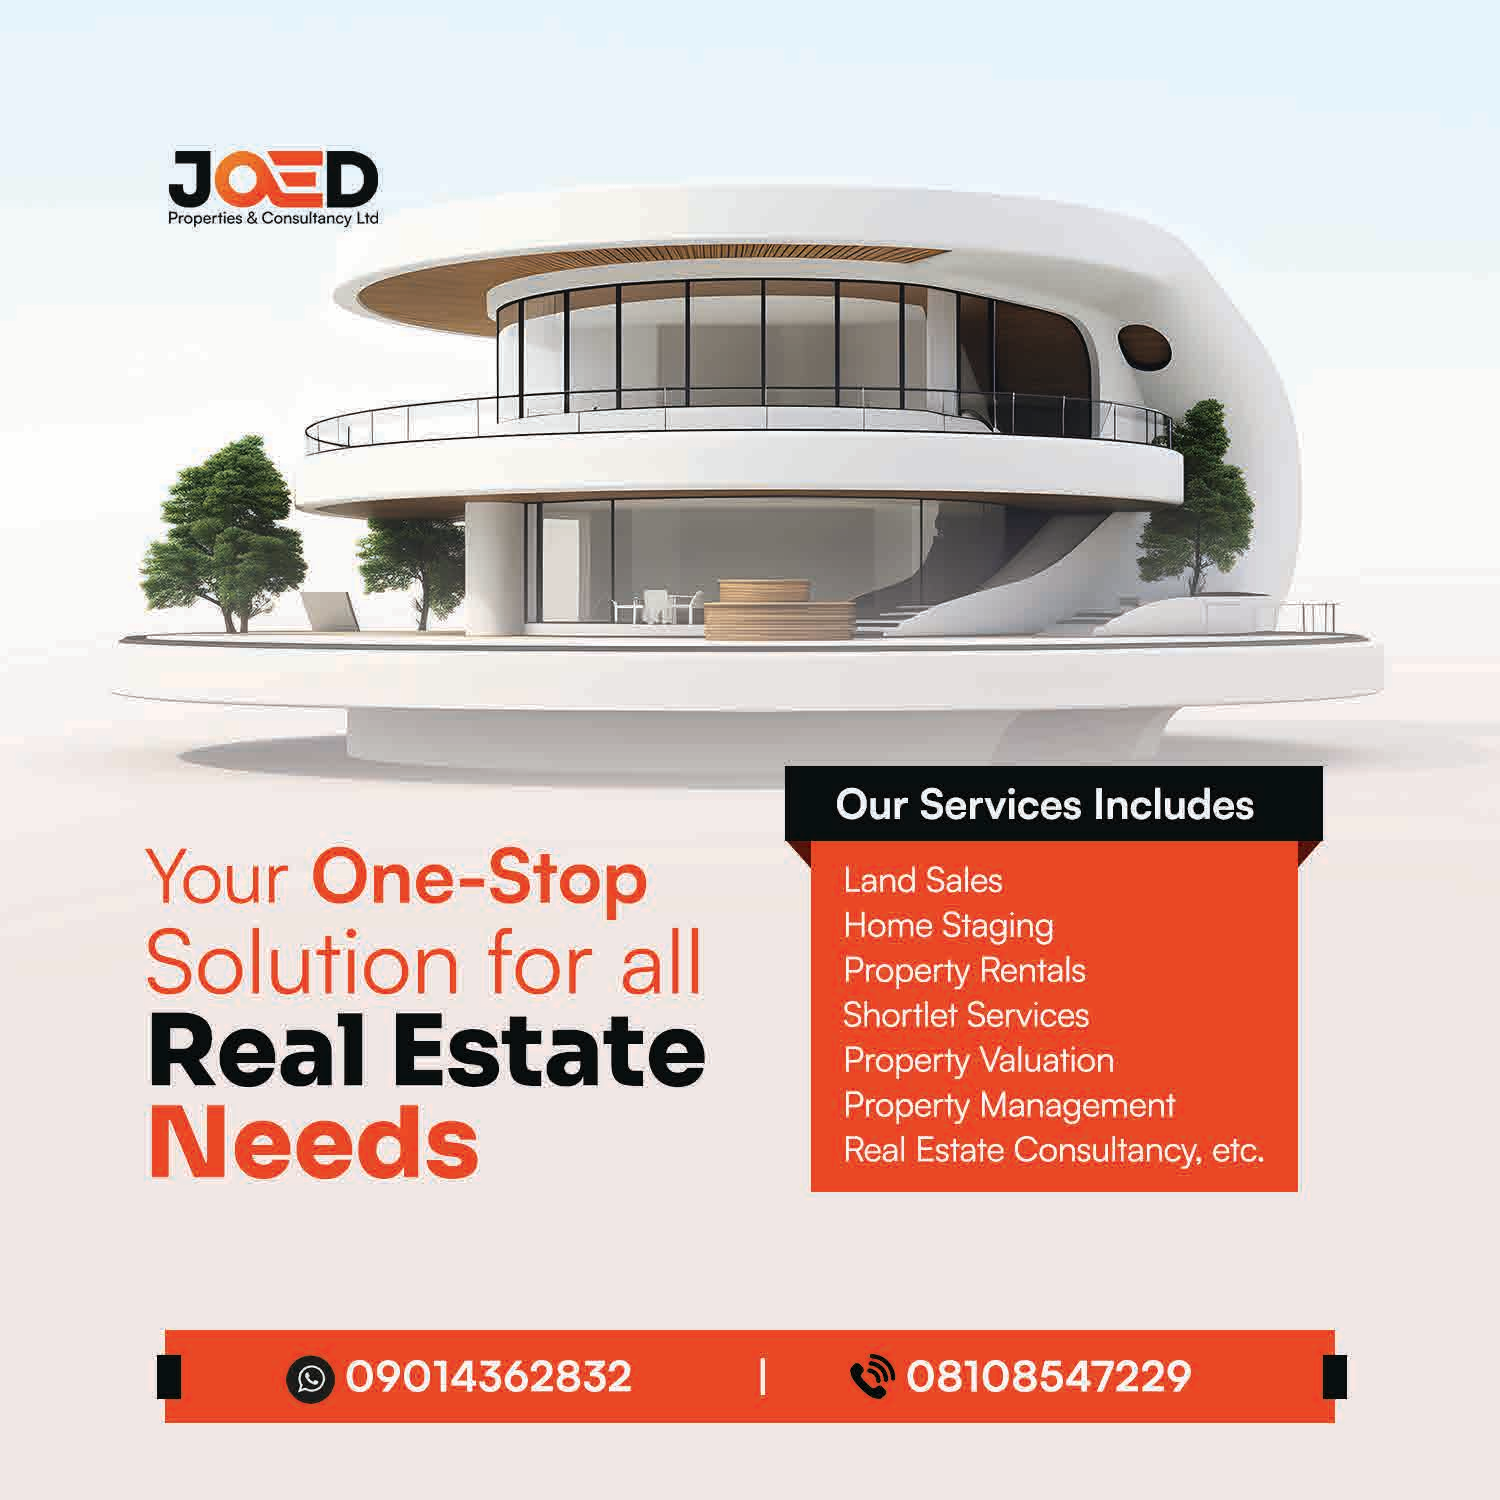 JOED
Properties & Consultancy Ltd
Your One-Stop
Solution for all
Real Estate
Needs
Our Services Includes
Land Sales
Home Staging
Property Rentals
Shortlet Services
Property Valuation
Property Management
Real Estate Consultancy, etc.
09014362832 | 08108547229